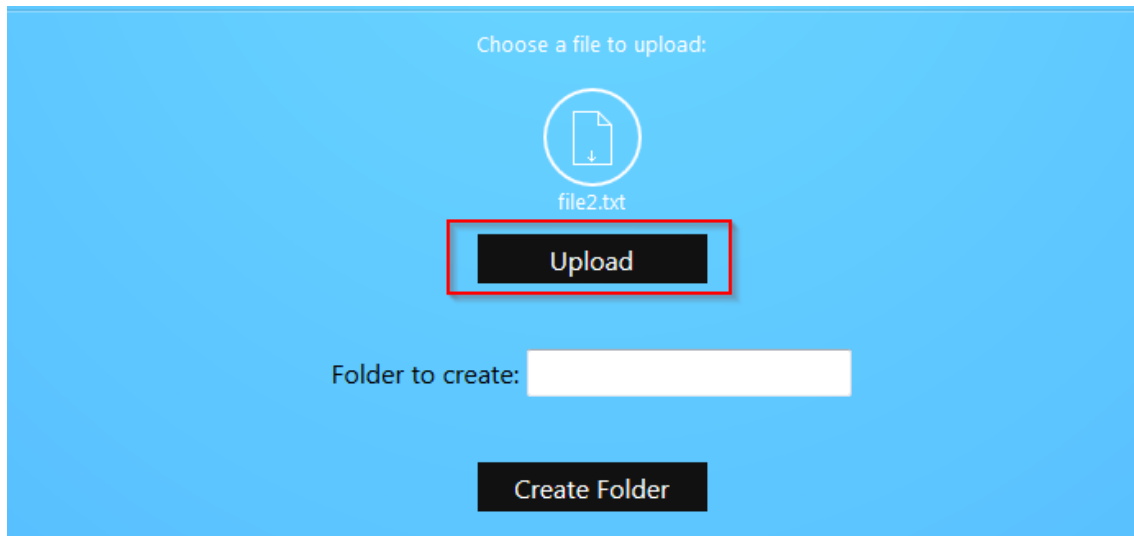 Choose a file to upload:
file2.txt
Upload
Folder to create:
Create Folder